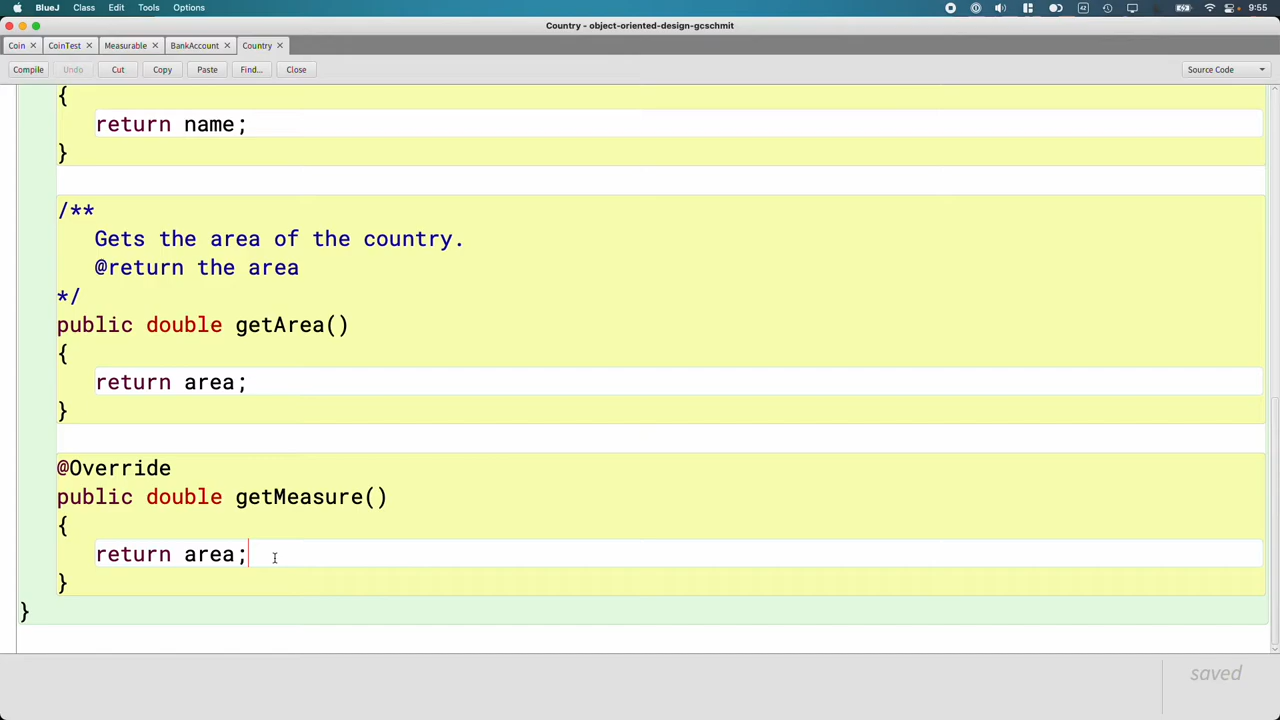 BlueJ Class Edit Tools Options 9:55
Country - object-oriented-design-gcschmit
Coin CoinTest Measurable BankAccount Country
Compile Undo Cut Copy Paste Find... Close Source Code
{
return name;
}
/**
Gets the area of the country.
@return the area
*/
public double getArea()
{
return area;
}
@Override
public double getMeasure()
{
return area;
}
}
saved